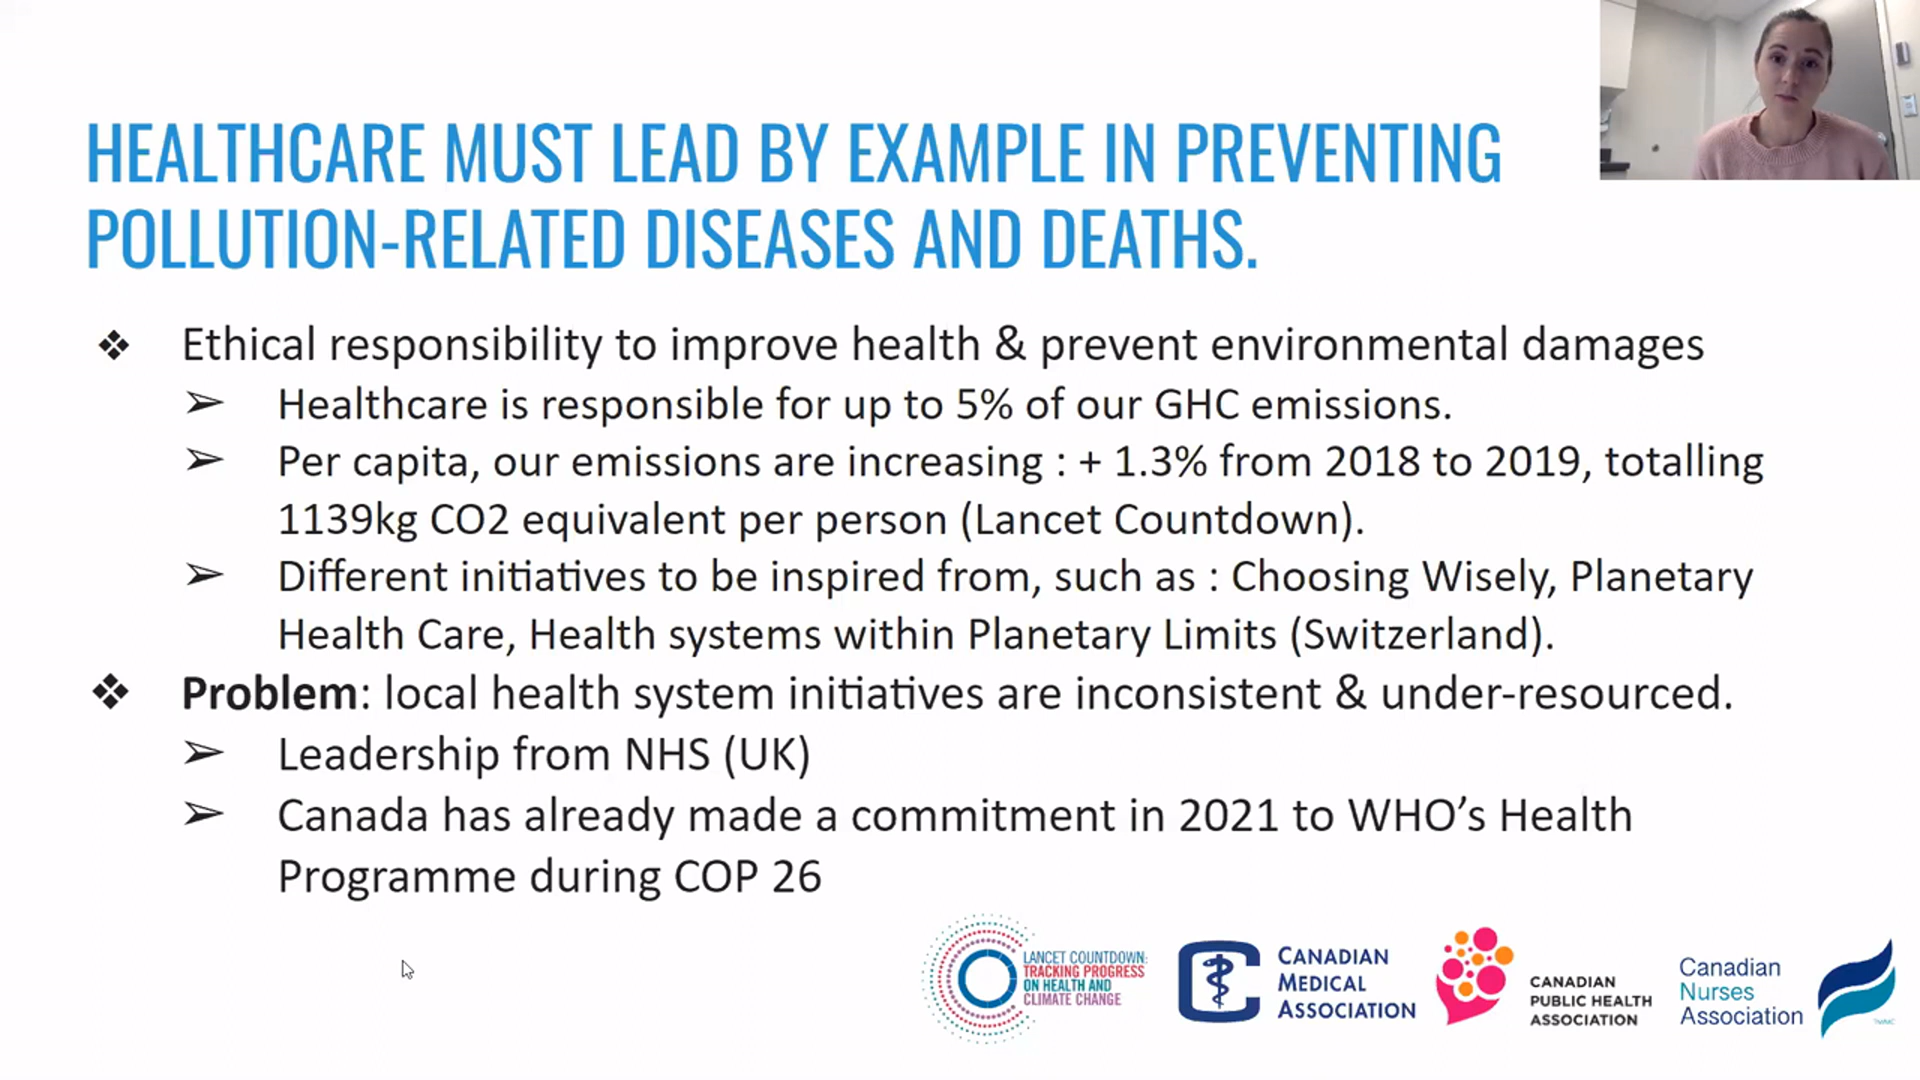 HEALTHCARE MUST LEAD BY EXAMPLE IN PREVENTING
POLLUTION-RELATED DISEASES AND DEATHS.
❖ Ethical responsibility to improve health & prevent environmental damages
➢ Healthcare is responsible for up to 5% of our GHC emissions.
➢ Per capita, our emissions are increasing : + 1.3% from 2018 to 2019, totalling
1139kg CO2 equivalent per person (Lancet Countdown).
➢ Different initiatives to be inspired from, such as : Choosing Wisely, Planetary
Health Care, Health systems within Planetary Limits (Switzerland).
❖ Problem: local health system initiatives are inconsistent & under-resourced.
➢ Leadership from NHS (UK)
➢ Canada has already made a commitment in 2021 to WHO’s Health
Programme during COP 26
LANCET COUNTDOWN:
TRACKING PROGRESS
ON HEALTH AND
CLIMATE CHANGE
CANADIAN
MEDICAL
ASSOCIATION
CANADIAN
PUBLIC HEALTH
ASSOCIATION
Canadian
Nurses
Association